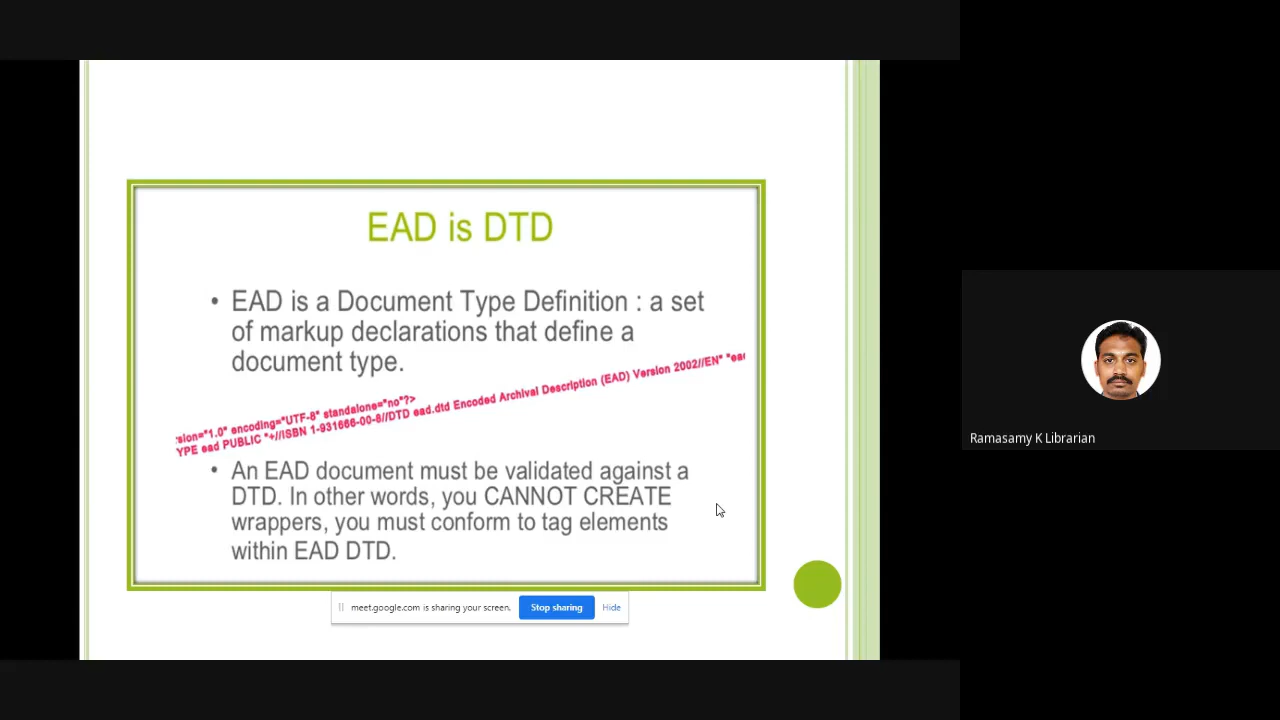 EAD is DTD
• EAD is a Document Type Definition : a set
of markup declarations that define a
document type.
sion="1.0" encoding="UTF-8" standalone="no"?>
YPE ead PUBLIC "+//ISBN 1-931666-00-8//DTD ead.dtd Encoded Archival Description (EAD) Version 2002//EN" "ead
• An EAD document must be validated against a
DTD. In other words, you CANNOT CREATE
wrappers, you must conform to tag elements
within EAD DTD.
meet.google.com is sharing your screen. Stop sharing Hide
Ramasamy K Librarian